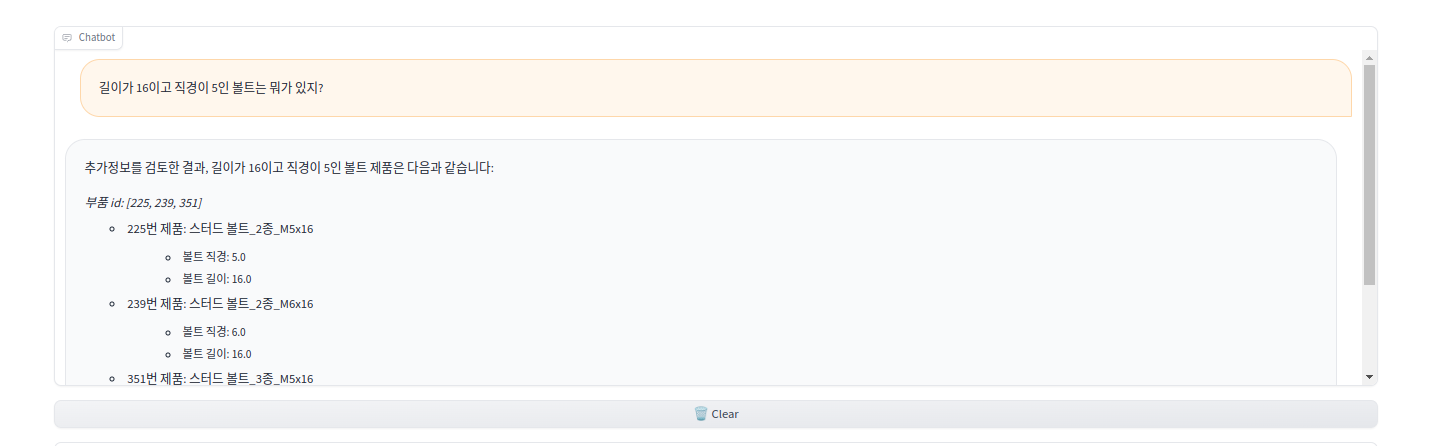 Chatbot
길이가 16이고 직경이 5인 볼트는 뭐가 있지?
추가정보를 검토한 결과, 길이가 16이고 직경이 5인 볼트 제품은 다음과 같습니다:
부품 id: [225, 239, 351]
225번 제품: 스터드 볼트_2종_M5x16
볼트 직경: 5.0
볼트 길이: 16.0
239번 제품: 스터드 볼트_2종_M6x16
볼트 직경: 6.0
볼트 길이: 16.0
351번 제품: 스터드 볼트_3종_M5x16
Clear